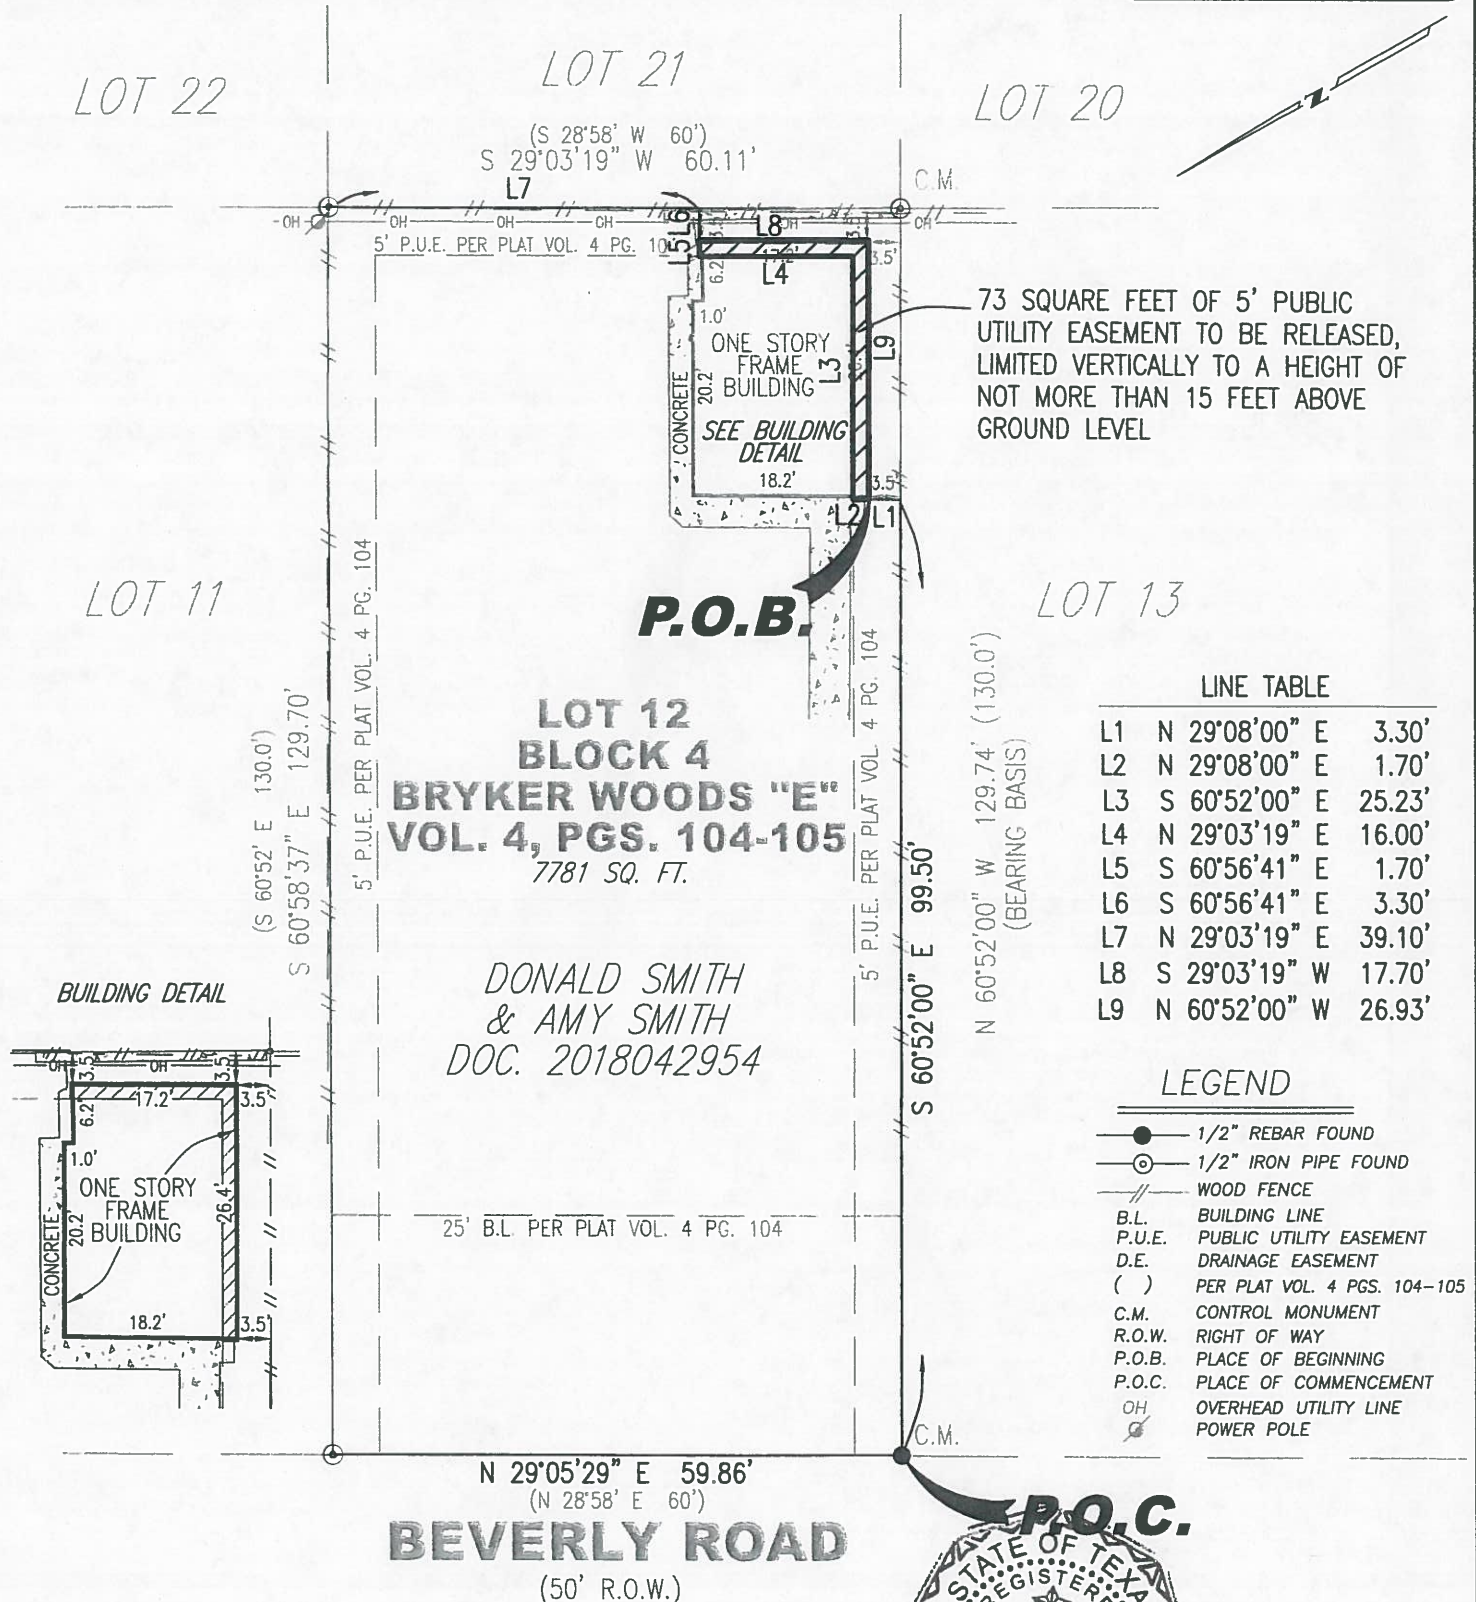 LOT 22
LOT 21
LOT 20
N
(S 28°58' W 60')
S 29°03'19" W 60.11'
L7
C.M.
OH
OH
OH
OH
OH
L5
L6
3.5'
L8
3.5'
5' P.U.E. PER PLAT VOL. 4 PG. 104
17.2'
3.5'
6.2'
L4
1.0'
ONE STORY
FRAME
BUILDING
L3
L9
CONCRETE
20.2'
SEE BUILDING
DETAIL
18.2'
3.5'
L2
L1
73 SQUARE FEET OF 5' PUBLIC
UTILITY EASEMENT TO BE RELEASED,
LIMITED VERTICALLY TO A HEIGHT OF
NOT MORE THAN 15 FEET ABOVE
GROUND LEVEL
LOT 11
P.O.B.
LOT 13
(S 60°52' E 130.0')
S 60°58'37" E 129.70'
5' P.U.E. PER PLAT VOL. 4 PG. 104
LOT 12
BLOCK 4
BRYKER WOODS "E"
VOL. 4, PGS. 104-105
7781 SQ. FT.
DONALD SMITH
& AMY SMITH
DOC. 2018042954
5' P.U.E. PER PLAT VOL. 4 PG. 104
S 60°52'00" E 99.50'
N 60°52'00" W 129.74' (130.0')
(BEARING BASIS)
LINE TABLE
L1 N 29°08'00" E 3.30'
L2 N 29°08'00" E 1.70'
L3 S 60°52'00" E 25.23'
L4 N 29°03'19" E 16.00'
L5 S 60°56'41" E 1.70'
L6 S 60°56'41" E 3.30'
L7 N 29°03'19" E 39.10'
L8 S 29°03'19" W 17.70'
L9 N 60°52'00" W 26.93'
BUILDING DETAIL
OH
3.5'
OH
3.5'
17.2'
3.5'
6.2'
1.0'
ONE STORY
FRAME
BUILDING
26.4'
20.2'
CONCRETE
18.2'
3.5'
LEGEND
1/2" REBAR FOUND
1/2" IRON PIPE FOUND
WOOD FENCE
B.L. BUILDING LINE
P.U.E. PUBLIC UTILITY EASEMENT
D.E. DRAINAGE EASEMENT
( ) PER PLAT VOL. 4 PGS. 104-105
C.M. CONTROL MONUMENT
R.O.W. RIGHT OF WAY
P.O.B. PLACE OF BEGINNING
P.O.C. PLACE OF COMMENCEMENT
OH OVERHEAD UTILITY LINE
POWER POLE
25' B.L. PER PLAT VOL. 4 PG. 104
C.M.
N 29°05'29" E 59.86'
(N 28°58' E 60')
P.O.C.
BEVERLY ROAD
(50' R.O.W.)
STATE OF TEXAS